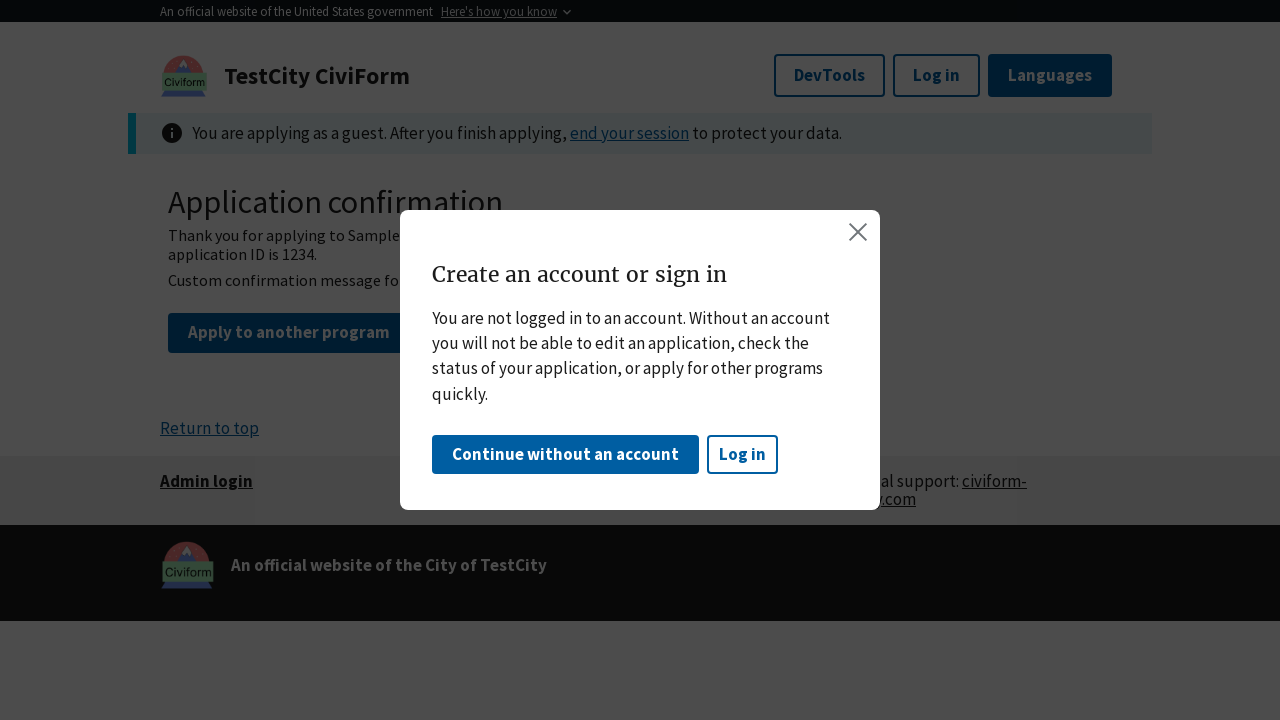 An official website of the United States government Here's how you know
Civiform
TestCity CiviForm
DevTools
Log in
Languages
You are applying as a guest. After you finish applying, end your session to protect your data.
Application confirmation
Thank you for applying to Sample
application ID is 1234.
Custom confirmation message fo
Apply to another program
Create an account or sign in
You are not logged in to an account. Without an account
you will not be able to edit an application, check the
status of your application, or apply for other programs
quickly.
Continue without an account
Log in
Return to top
Admin login
al support: civiform-
y.com
Civiform
An official website of the City of TestCity